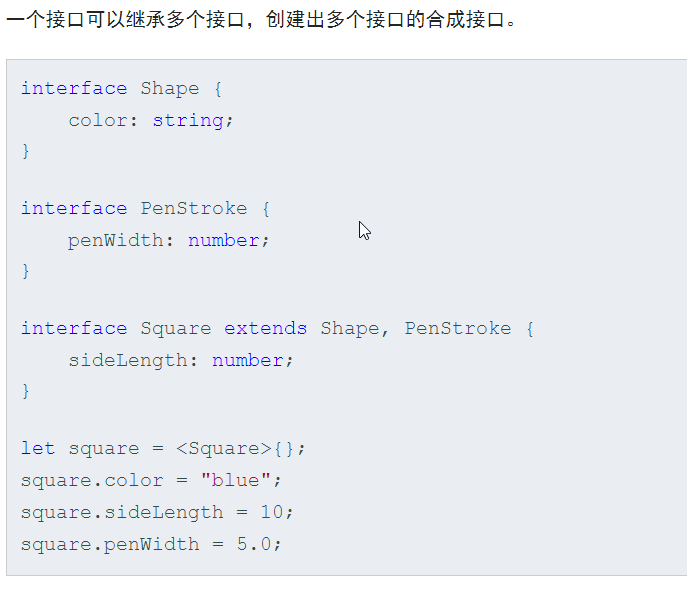 一个接口可以继承多个接口，创建出多个接口的合成接口。
interface Shape {
    color: string;
}
interface PenStroke {
    penWidth: number;
}
interface Square extends Shape, PenStroke {
    sideLength: number;
}
let square = <Square>{};
square.color = "blue";
square.sideLength = 10;
square.penWidth = 5.0;